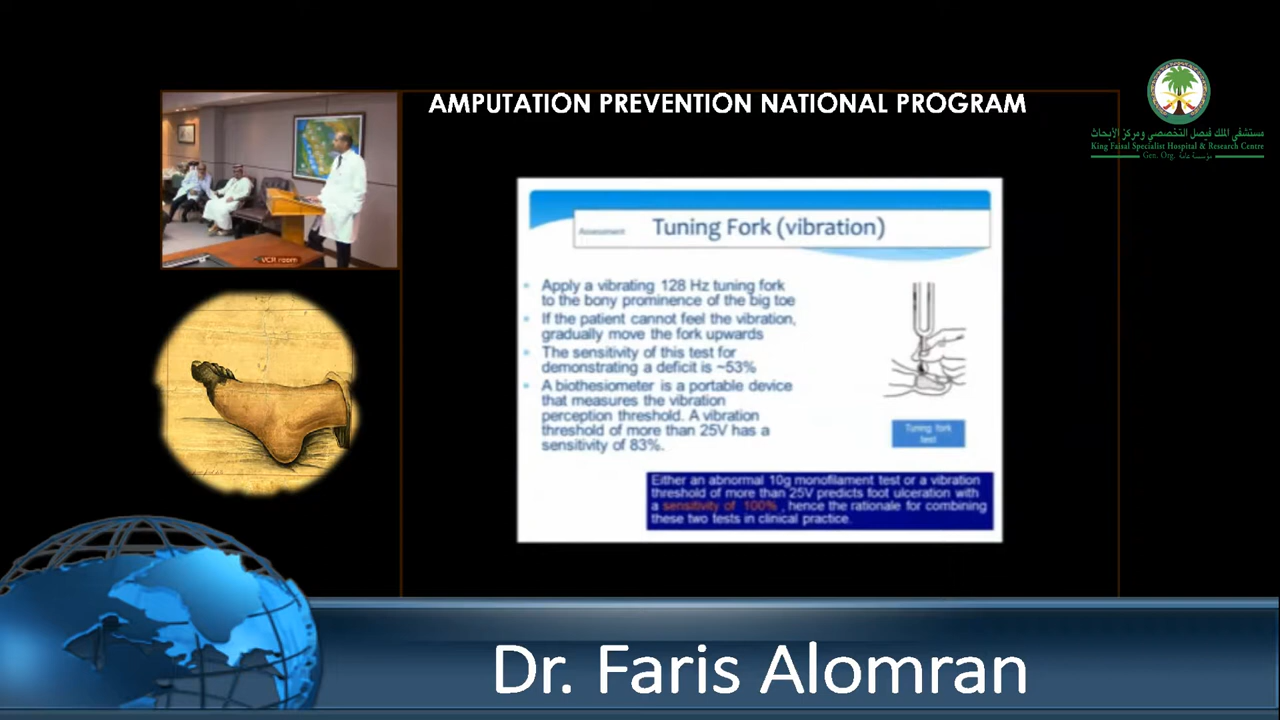 AMPUTATION PREVENTION NATIONAL PROGRAM
مستشفى الملك فيصل التخصصي ومركز الأبحاث
King Faisal Specialist Hospital & Research Centre
Gen. Org. مؤسسة عامة
VCR room
Assessment
Tuning Fork (vibration)
Apply a vibrating 128 Hz tuning fork
to the bony prominence of the big toe
If the patient cannot feel the vibration,
gradually move the fork upwards
The sensitivity of this test for
demonstrating a deficit is ~53%
A biothesiometer is a portable device
that measures the vibration
perception threshold. A vibration
threshold of more than 25V has a
sensitivity of 83%.
Tuning fork
test
Either an abnormal 10g monofilament test or a vibration
threshold of more than 25V predicts foot ulceration with
a sensitivity of 100% , hence the rationale for combining
these two tests in clinical practice.
Dr. Faris Alomran